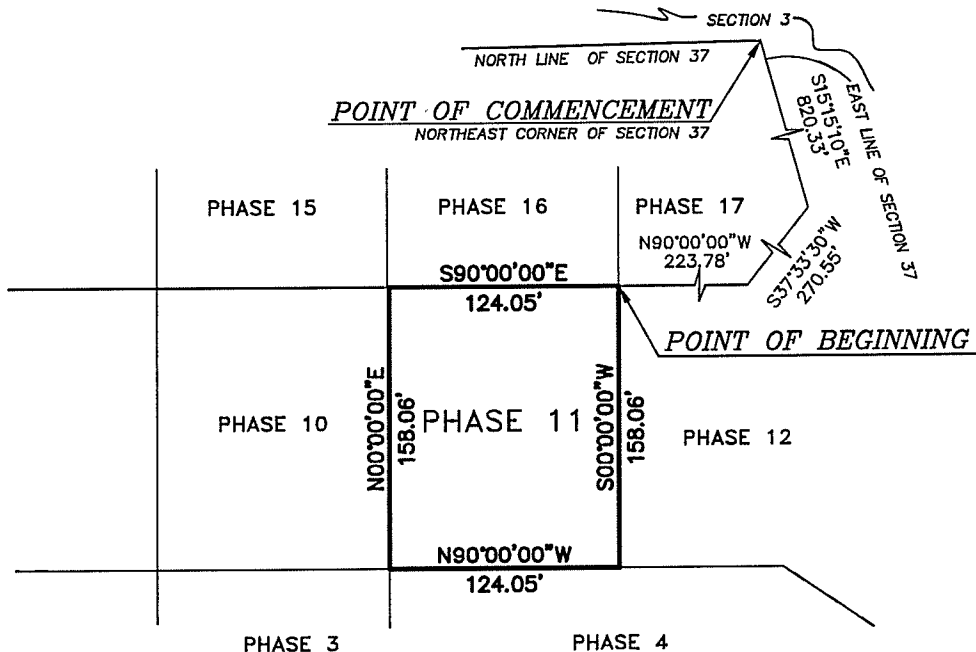 SECTION 3
NORTH LINE OF SECTION 37
POINT OF COMMENCEMENT
NORTHEAST CORNER OF SECTION 37
S15°15'10"E
820.33'
EAST LINE OF SECTION 37
PHASE 15
PHASE 16
PHASE 17
N90°00'00"W
223.78'
S37°33'30"W
270.55'
S90°00'00"E
124.05'
POINT OF BEGINNING
PHASE 10
N00°00'00"E
158.06'
PHASE 11
S00°00'00"W
158.06'
PHASE 12
N90°00'00"W
124.05'
PHASE 3
PHASE 4